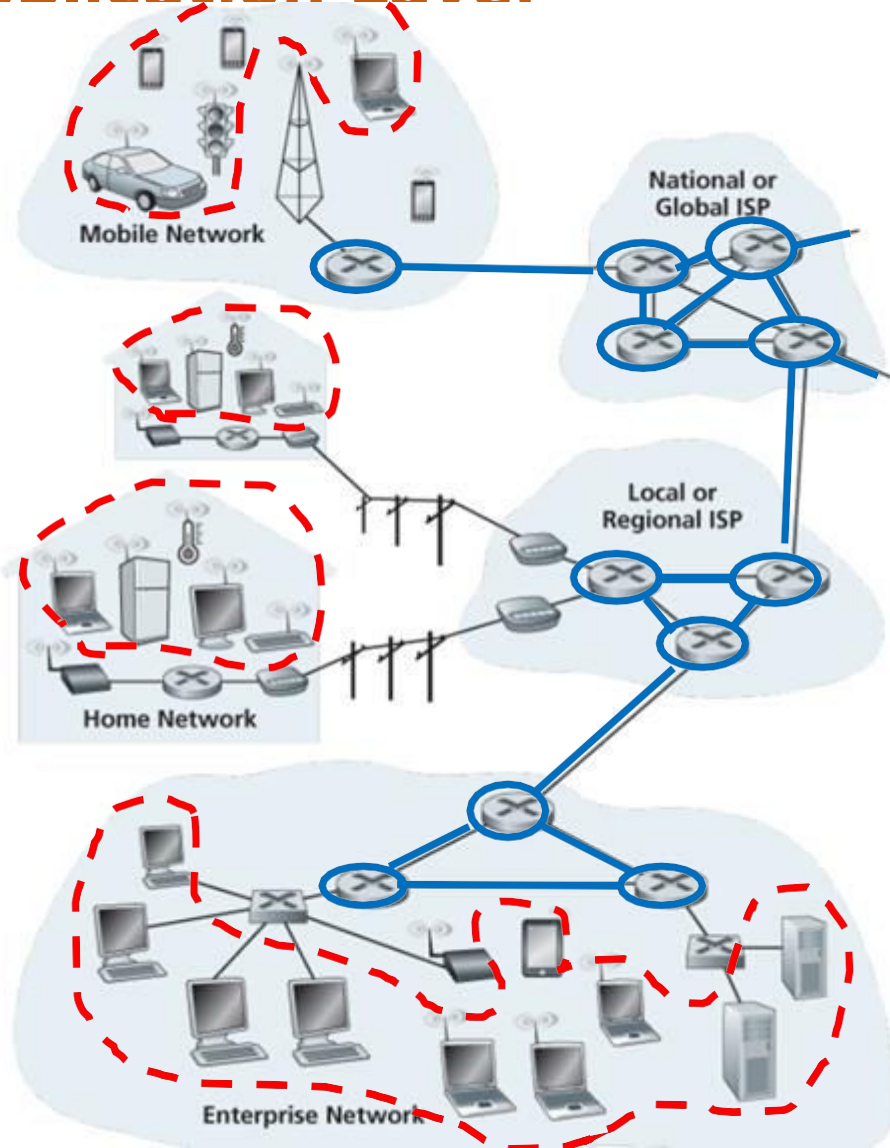 Mobile Network
National or
Global ISP
Local or
Regional ISP
Home Network
Enterprise Network